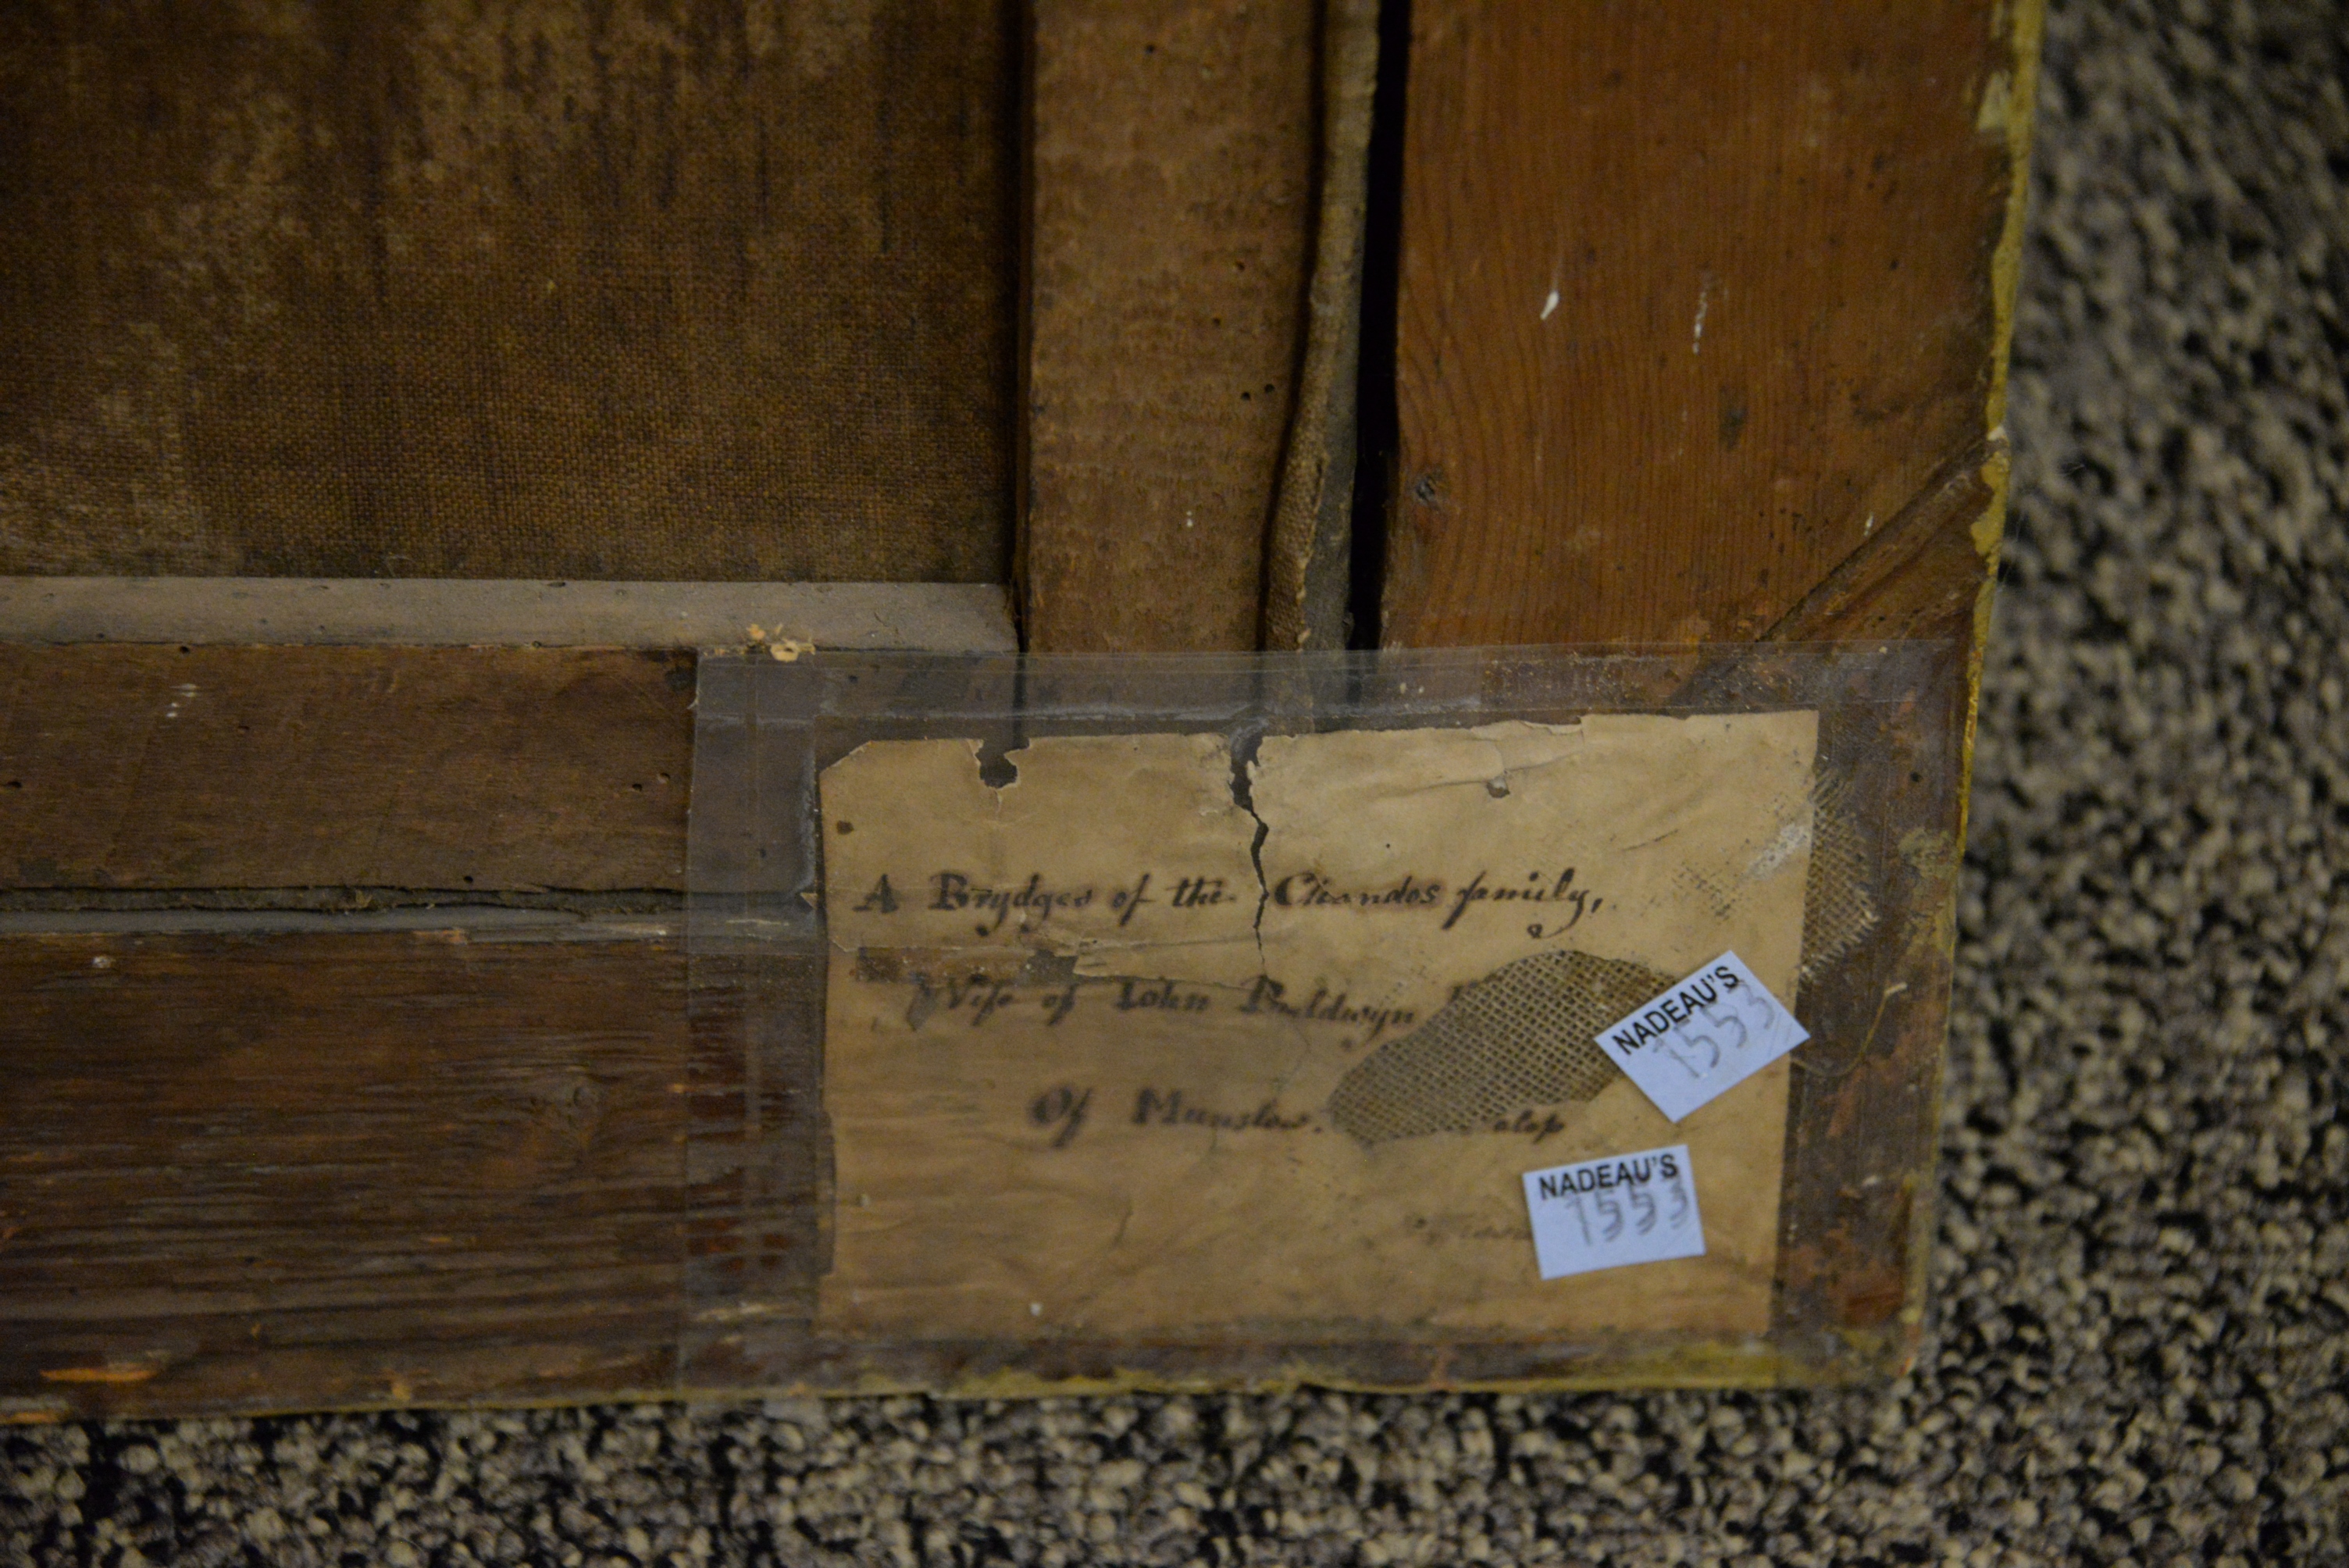 A Brydges of the Chandos family,
Wife of John Baldwyn
Of Munslow. alop
NADEAU'S
1553
NADEAU'S
1553